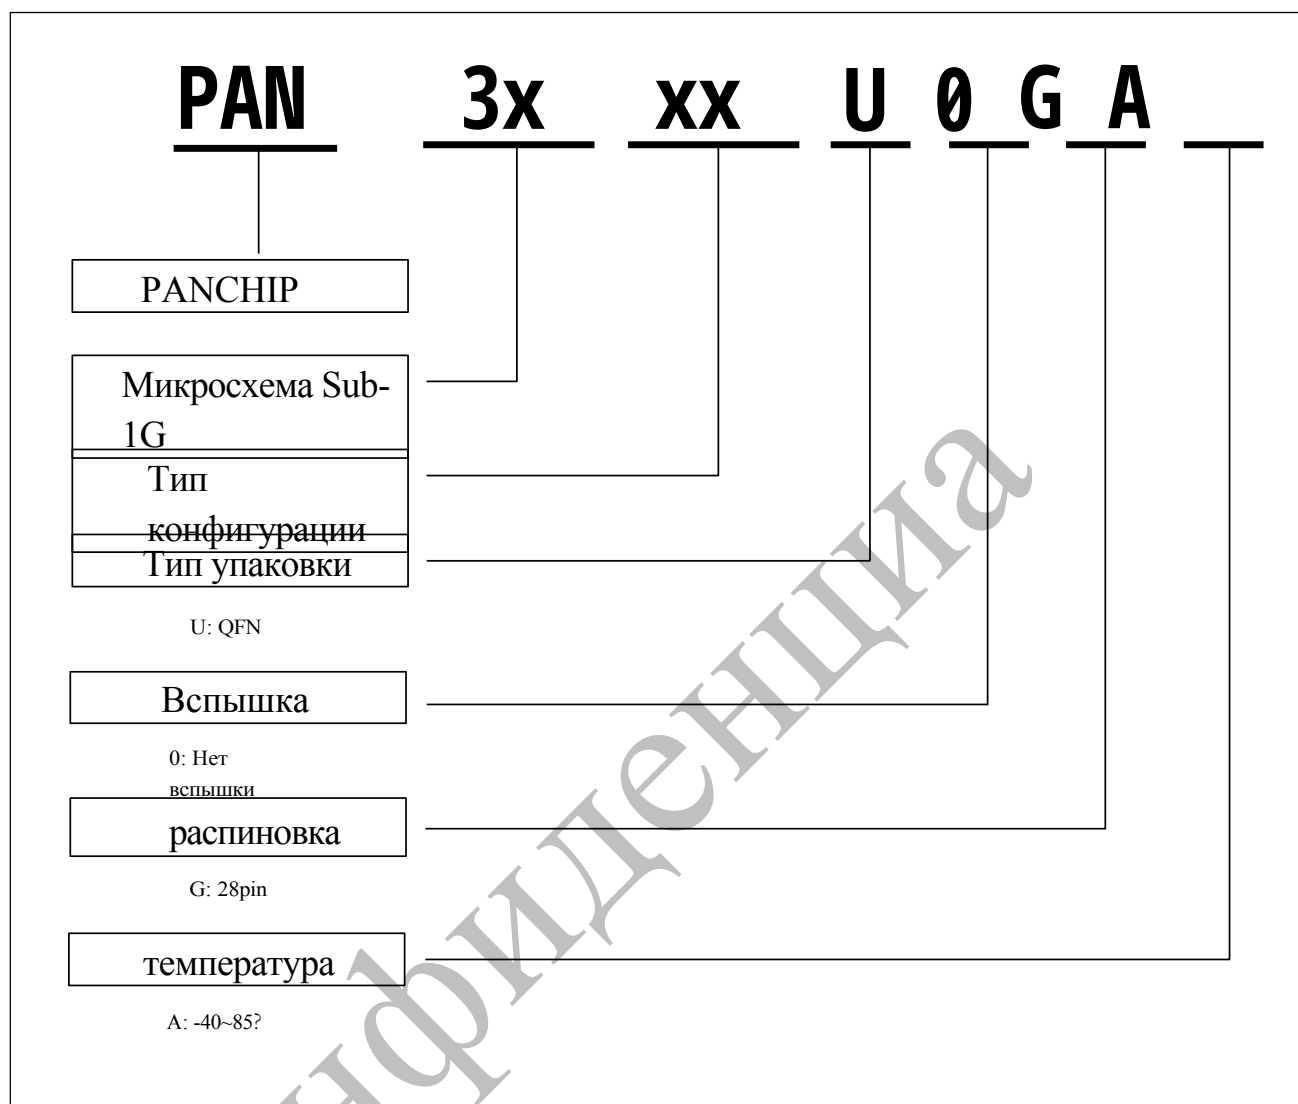 PAN 3x xx U 0 G A
PANCHIP
Микросхема Sub-
1G
Тип
конфигурации
Тип упаковки
U: QFN
Вспышка
0: Нет
вспышки
распиновка
G: 28pin
температура
A: -40~85?
нфиденциа